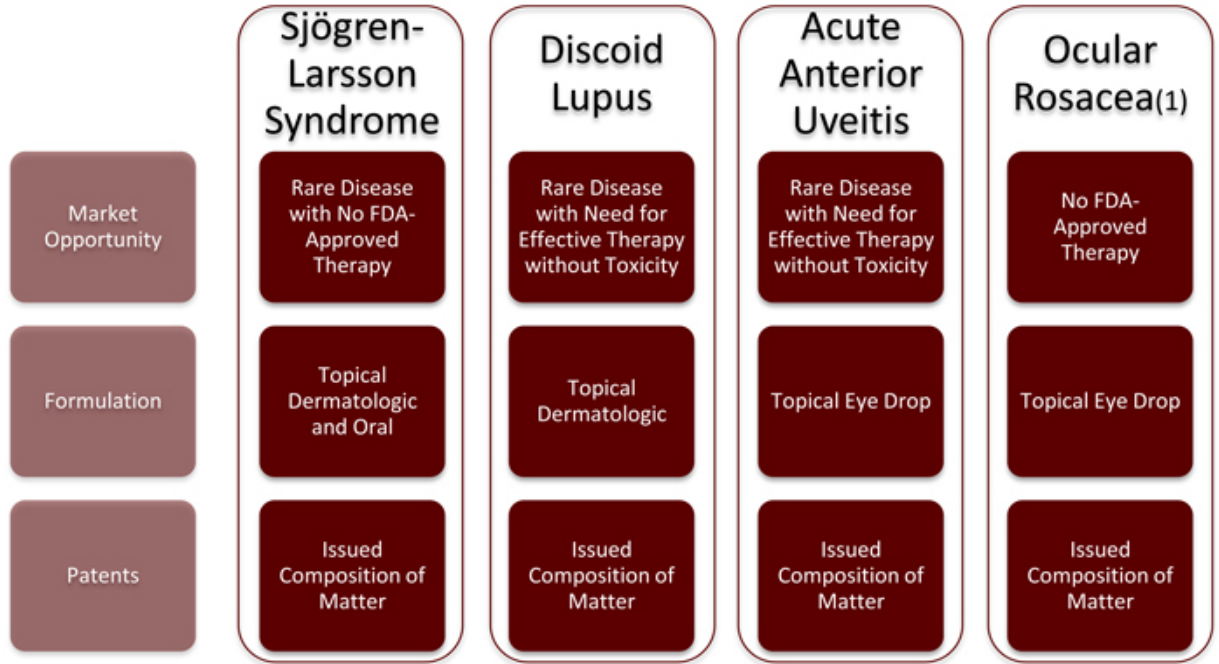 Sjögren-
Larsson
Syndrome
Discoid
Lupus
Acute
Anterior
Uveitis
Ocular
Rosacea(1)
Market
Opportunity
Rare Disease
with No FDA-
Approved
Therapy
Rare Disease
with Need for
Effective Therapy
without Toxicity
Rare Disease
with Need for
Effective Therapy
without Toxicity
No FDA-
Approved
Therapy
Formulation
Topical
Dermatologic
and Oral
Topical
Dermatologic
Topical Eye Drop
Topical Eye Drop
Patents
Issued
Composition of
Matter
Issued
Composition of
Matter
Issued
Composition of
Matter
Issued
Composition of
Matter